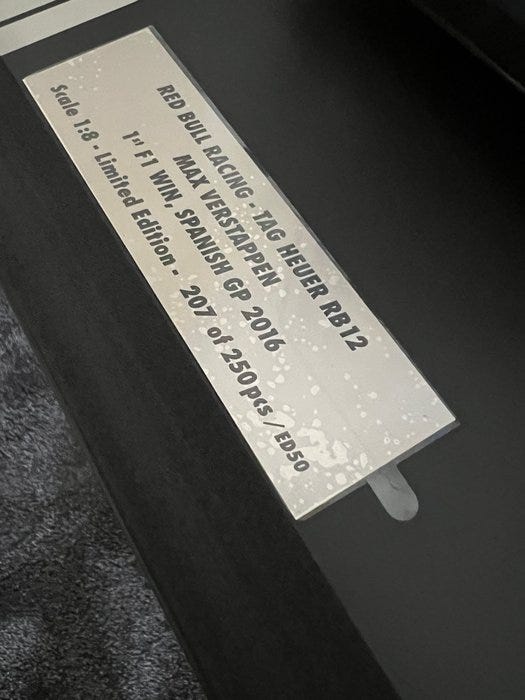 RED BULL RACING - TAG HEUER RB12
MAX VERSTAPPEN
1st F1 WIN, SPANISH GP 2016
Scale 1:8 - Limited Edition - 207 of 250pcs / ED50